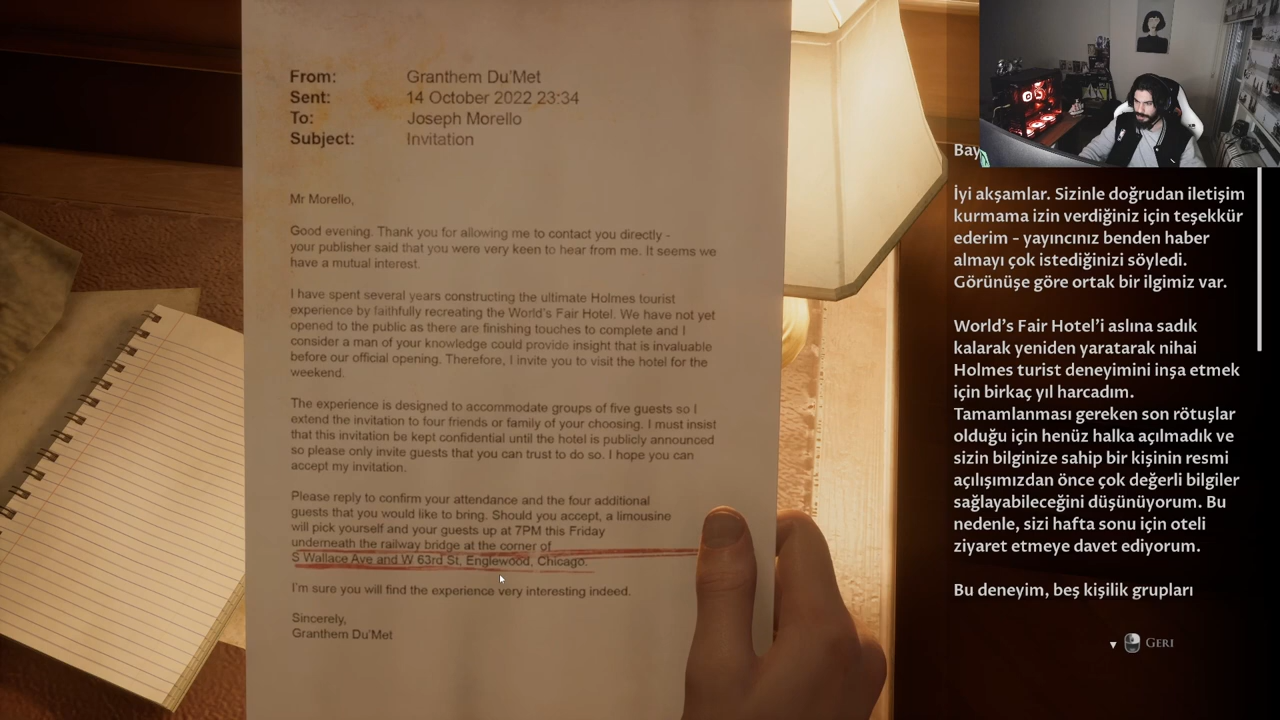 From: Granthem Du'Met
Sent: 14 October 2022 23:34
To: Joseph Morello
Subject: Invitation
Mr Morello,
Good evening. Thank you for allowing me to contact you directly -
your publisher said that you were very keen to hear from me. It seems we
have a mutual interest.
I have spent several years constructing the ultimate Holmes tourist
experience by faithfully recreating the World's Fair Hotel. We have not yet
opened to the public as there are finishing touches to complete and I
consider a man of your knowledge could provide insight that is invaluable
before our official opening. Therefore, I invite you to visit the hotel for the
weekend.
The experience is designed to accommodate groups of five guests so I
extend the invitation to four friends or family of your choosing. I must insist
that this invitation be kept confidential until the hotel is publicly announced
so please only invite guests that you can trust to do so. I hope you can
accept my invitation.
Please reply to confirm your attendance and the four additional
guests that you would like to bring. Should you accept, a limousine
will pick yourself and your guests up at 7PM this Friday
underneath the railway bridge at the corner of
S Wallace Ave and W 63rd St, Englewood, Chicago.
I'm sure you will find the experience very interesting indeed.
Sincerely,
Granthem Du'Met
Bay
İyi akşamlar. Sizinle doğrudan iletişim
kurmama izin verdiğiniz için teşekkür
ederim - yayıncınız benden haber
almayı çok istediğinizi söyledi.
Görünüşe göre ortak bir ilgimiz var.
World's Fair Hotel'i aslına sadık
kalarak yeniden yaratarak nihai
Holmes turist deneyimini inşa etmek
için birkaç yıl harcadım.
Tamamlanması gereken son rötuşlar
olduğu için henüz halka açılmadık ve
sizin bilginize sahip bir kişinin resmi
açılışımızdan önce çok değerli bilgiler
sağlayabileceğini düşünüyorum. Bu
nedenle, sizi hafta sonu için oteli
ziyaret etmeye davet ediyorum.
Bu deneyim, beş kişilik grupları
GERI